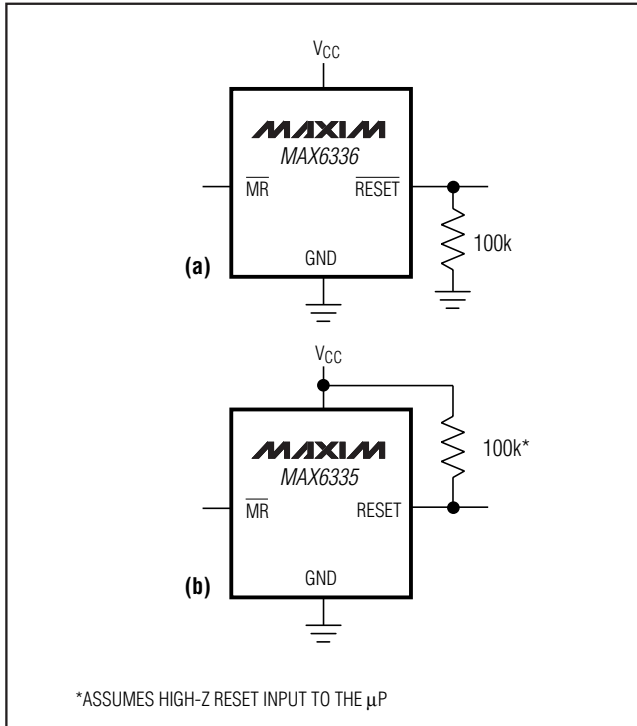 VCC
MAXIM
MAX6336
MR RESET
100k
GND
(a)
VCC
100k*
MAXIM
MAX6335
MR RESET
GND
(b)
*ASSUMES HIGH-Z RESET INPUT TO THE µP